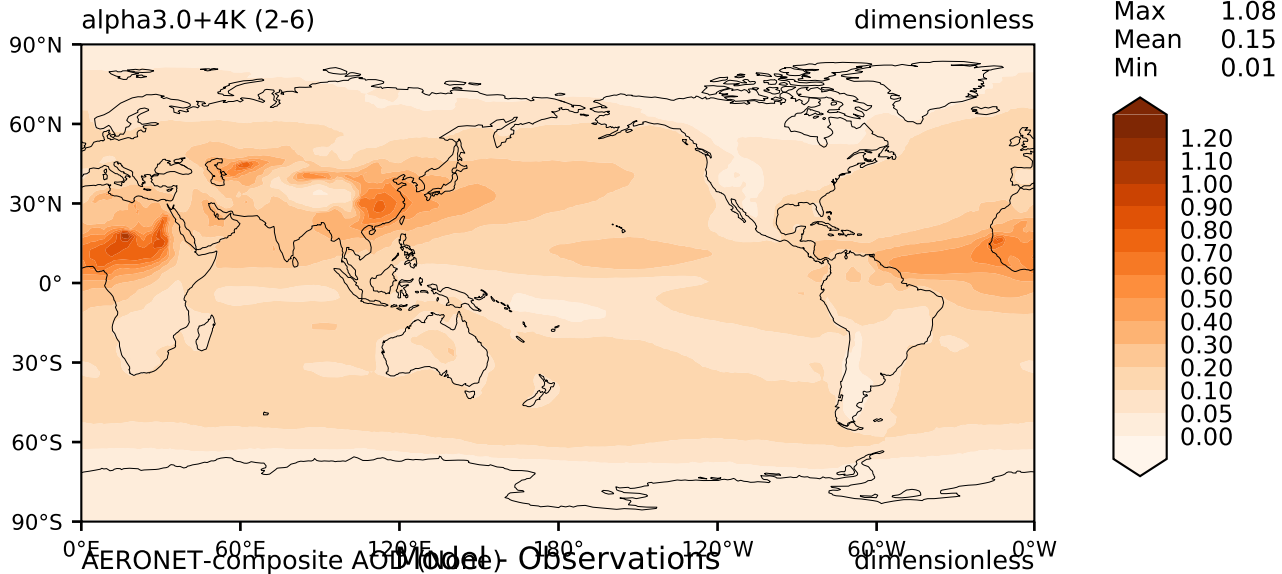 alpha3.0+4K (2-6) dimensionless
Max 1.08
Mean 0.15
Min 0.01
90°N
60°N
30°N
0°
30°S
60°S
90°S
0°E 60°E 120°E 180° 120°W 60°W 0°W
1.20
1.10
1.00
0.90
0.80
0.70
0.60
0.50
0.40
0.30
0.20
0.10
0.05
0.00
AERONET-composite AOD (None) dimensionless
Model - Observations